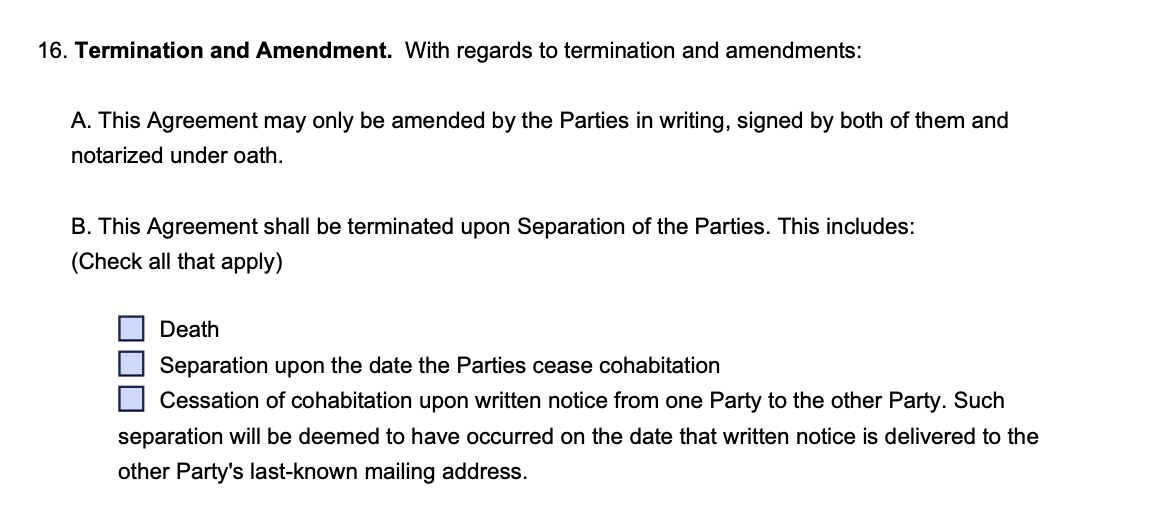 16. Termination and Amendment. With regards to termination and amendments:
A. This Agreement may only be amended by the Parties in writing, signed by both of them and
notarized under oath.
B. This Agreement shall be terminated upon Separation of the Parties. This includes:
(Check all that apply)
Death
Separation upon the date the Parties cease cohabitation
Cessation of cohabitation upon written notice from one Party to the other Party. Such
separation will be deemed to have occurred on the date that written notice is delivered to the
other Party's last-known mailing address.